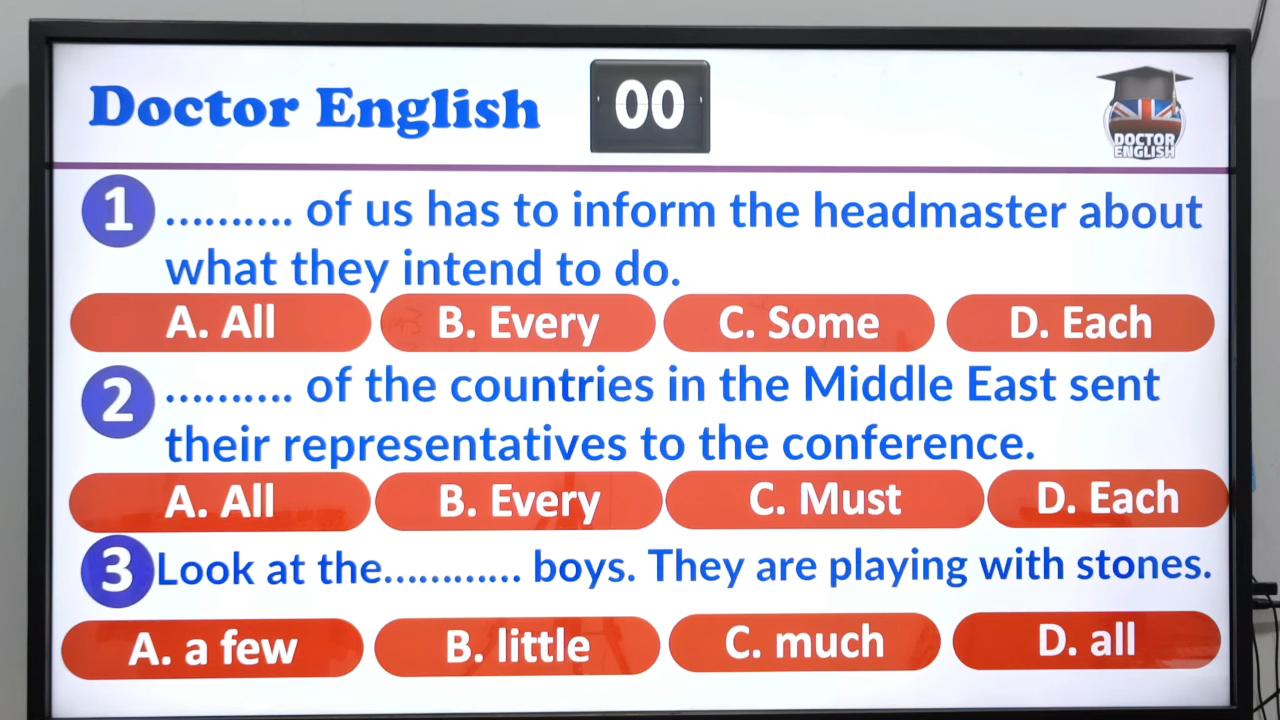 Doctor English
00
DOCTOR
ENGLISH
1 ........... of us has to inform the headmaster about
what they intend to do.
A. All B. Every C. Some D. Each
2 ........... of the countries in the Middle East sent
their representatives to the conference.
A. All B. Every C. Must D. Each
3 Look at the............ boys. They are playing with stones.
A. a few B. little C. much D. all